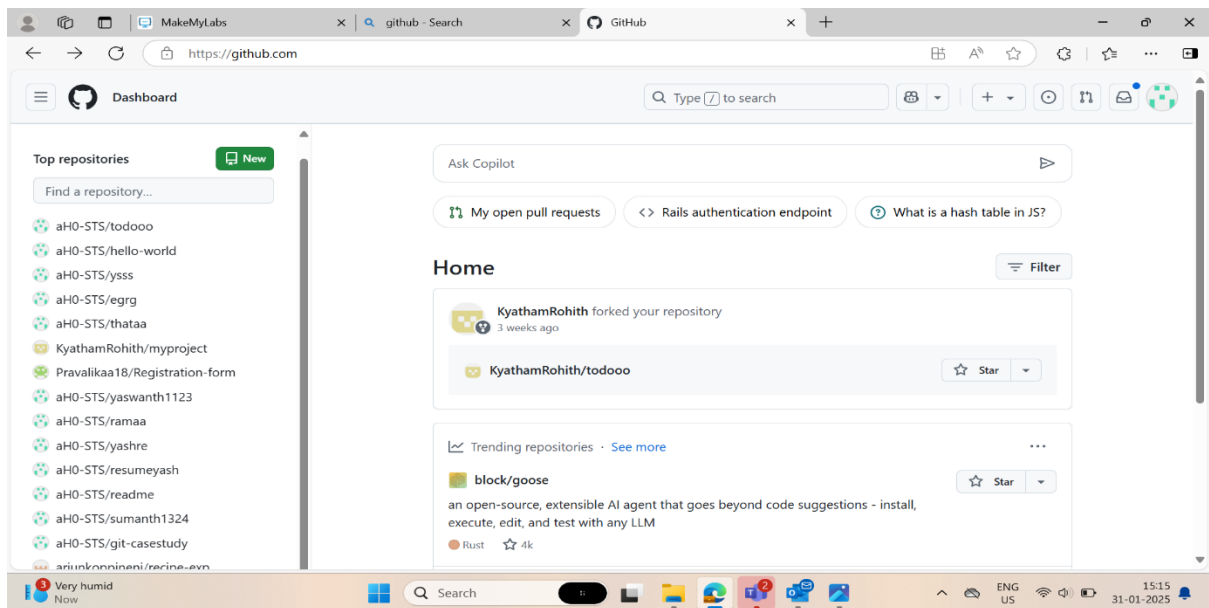 MakeMyLabs
github - Search
GitHub
https://github.com
Dashboard
Type / to search
Top repositories
New
Find a repository...
aH0-STS/todooo
aH0-STS/hello-world
aH0-STS/ysss
aH0-STS/egrg
aH0-STS/thataa
KyathamRohith/myproject
Pravalikaa18/Registration-form
aH0-STS/yaswanth1123
aH0-STS/ramaa
aH0-STS/yashre
aH0-STS/resumeyash
aH0-STS/readme
aH0-STS/sumanth1324
aH0-STS/git-casestudy
Ask Copilot
My open pull requests
Rails authentication endpoint
What is a hash table in JS?
Home
Filter
KyathamRohith forked your repository
3 weeks ago
KyathamRohith/todooo
Star
Trending repositories · See more
block/goose
Star
an open-source, extensible AI agent that goes beyond code suggestions - install,
execute, edit, and test with any LLM
Rust 4k
3
Very humid
Now
Search
2
ENG
US
15:15
31-01-2025